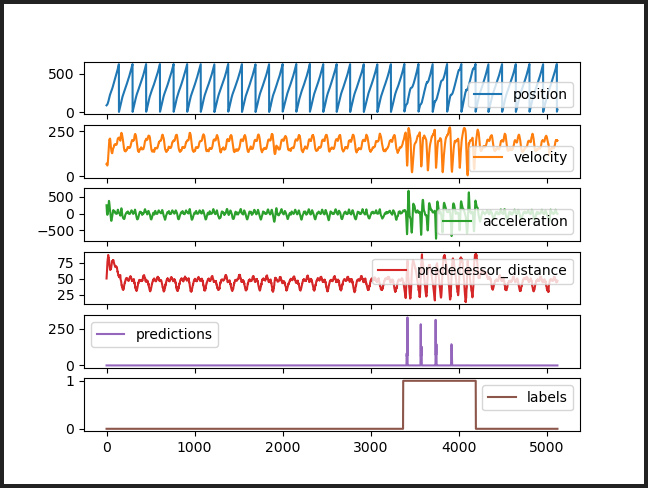 500
0
position
250
0
velocity
500
0
−500
acceleration
75
50
25
predecessor_distance
250
0
predictions
1
0
labels
0 1000 2000 3000 4000 5000